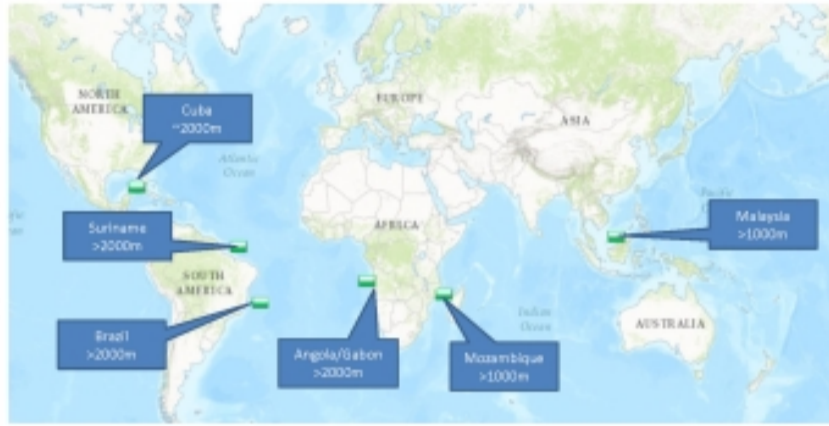 NORTH
AMERICA
Cuba
~2000m
Atlantic
Ocean
EUROPE
ASIA
Suriname
>2000m
AFRICA
Malaysia
>1000m
SOUTH
AMERICA
Brazil
>2000m
Angola/Gabon
>2000m
Mozambique
>1000m
Indian
Ocean
AUSTRALIA